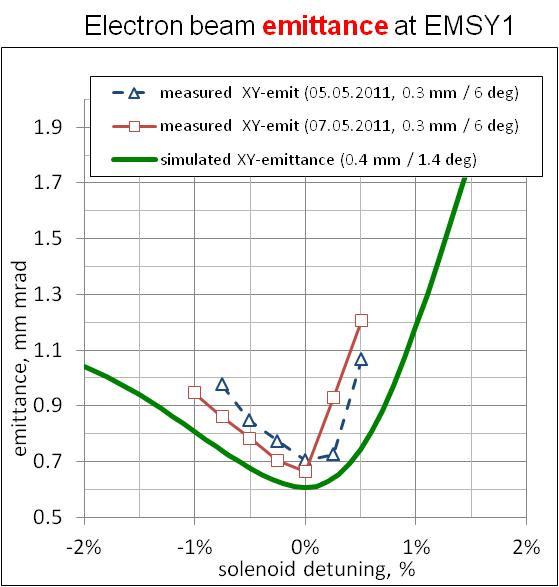 Electron beam emittance at EMSY1
measured XY-emit (05.05.2011, 0.3 mm / 6 deg)
measured XY-emit (07.05.2011, 0.3 mm / 6 deg)
simulated XY-emittance (0.4 mm / 1.4 deg)
1.9
1.7
1.5
1.3
1.1
0.9
0.7
0.5
emittance, mm mrad
-2% -1% 0% 1% 2%
solenoid detuning, %